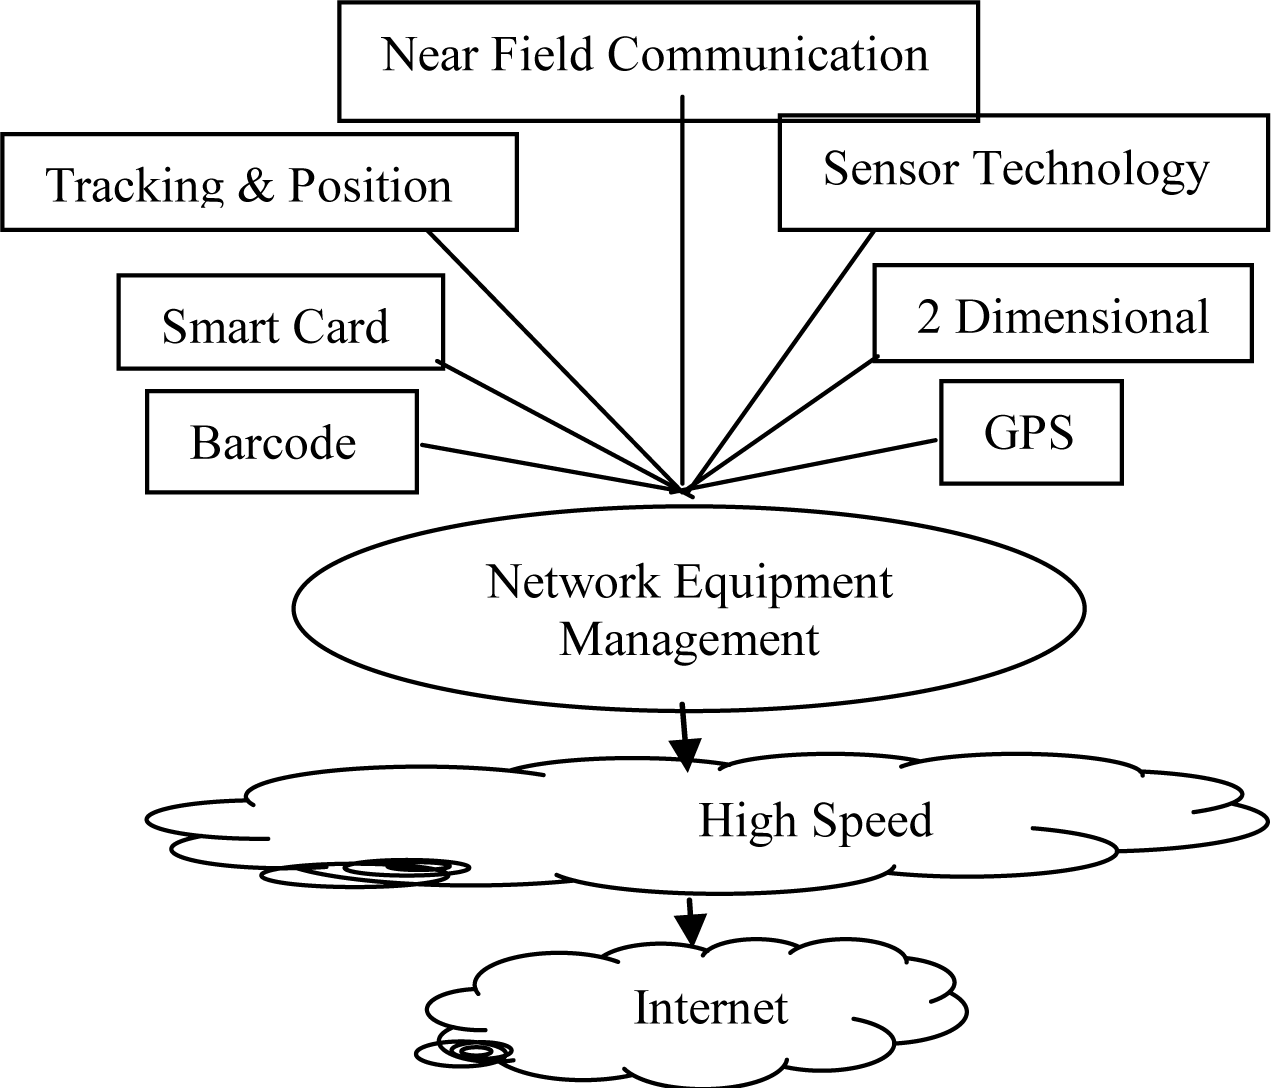 Near Field Communication
Tracking & Position
Sensor Technology
Smart Card
2 Dimensional
Barcode
GPS
Network Equipment
Management
High Speed
Internet